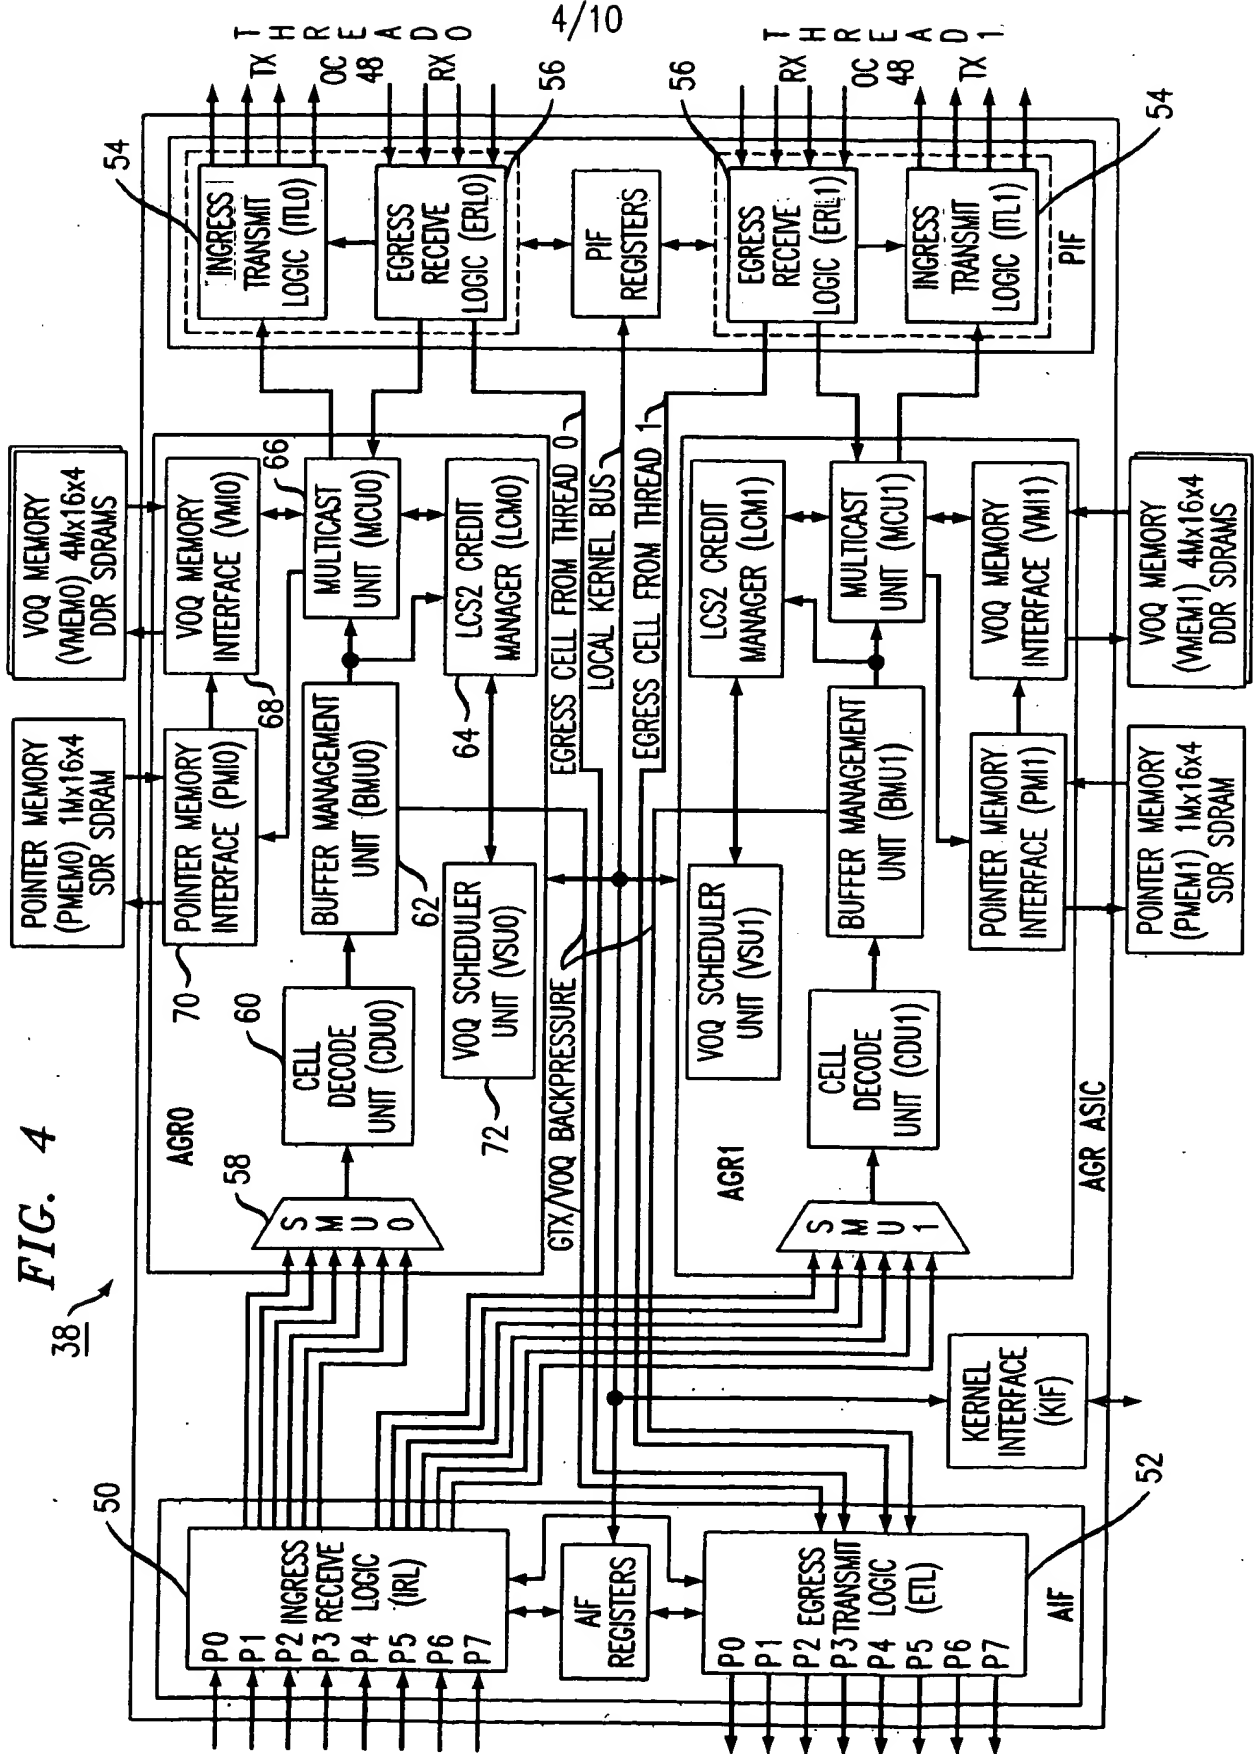 4/10
FIG. 4
38
POINTER MEMORY
(PMEM0) 1Mx16x4
SDR SDRAM
VOQ MEMORY
(VMEM0) 4Mx16x4
DDR SDRAMS
AGR0
70
POINTER MEMORY
INTERFACE (PMI0)
68
VOQ MEMORY
INTERFACE (VMI0)
66
58
SMU0
60
CELL
DECODE
UNIT (CDU0)
BUFFER MANAGEMENT
UNIT (BMU0)
62
MULTICAST
UNIT (MCU0)
72
VOQ SCHEDULER
UNIT (VSU0)
64
LCS2 CREDIT
MANAGER (LCM0)
54
INGRESS
TRANSMIT
LOGIC (ITL0)
EGRESS
RECEIVE
LOGIC (ERL0)
56
TX
OC
48
RX
THREAD 0
50
P0
P1
P2
P3
P4
P5
P6
P7
INGRESS
RECEIVE
LOGIC
(IRL)
GTX/VOQ BACKPRESSURE
EGRESS CELL FROM THREAD 0
LOCAL KERNEL BUS
EGRESS CELL FROM THREAD 1
AIF
REGISTERS
PIF
REGISTERS
P0
P1
P2
P3
P4
P5
P6
P7
EGRESS
TRANSMIT
LOGIC
(ETL)
52
AIF
KERNEL
INTERFACE
(KIF)
AGR1
SMU1
CELL
DECODE
UNIT (CDU1)
VOQ SCHEDULER
UNIT (VSU1)
LCS2 CREDIT
MANAGER (LCM1)
BUFFER MANAGEMENT
UNIT (BMU1)
MULTICAST
UNIT (MCU1)
POINTER MEMORY
INTERFACE (PMI1)
VOQ MEMORY
INTERFACE (VMI1)
56
EGRESS
RECEIVE
LOGIC (ERL1)
INGRESS
TRANSMIT
LOGIC (ITL1)
54
PIF
RX
OC
48
TX
THREAD 1
AGR ASIC
POINTER MEMORY
(PMEM1) 1Mx16x4
SDR SDRAM
VOQ MEMORY
(VMEM1) 4Mx16x4
DDR SDRAMS